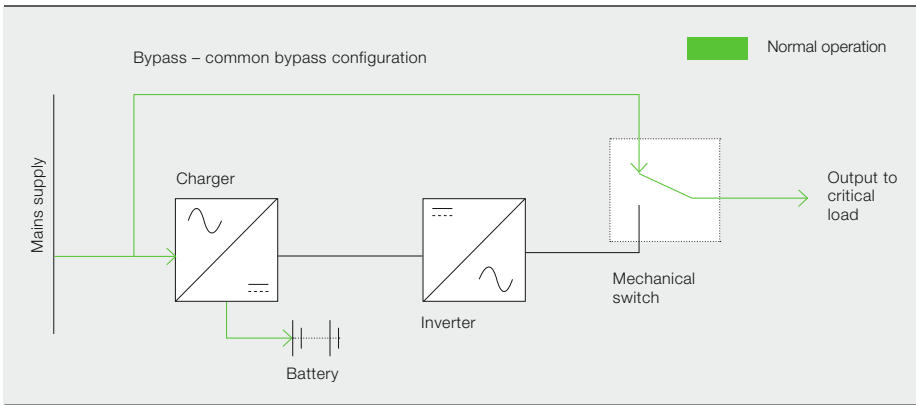 Normal operation
Bypass – common bypass configuration
Mains supply
Charger
Output to
critical
load
Mechanical
switch
Inverter
Battery